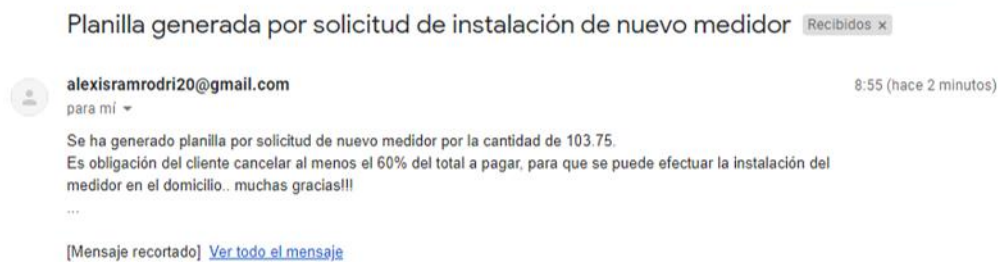 Planilla generada por solicitud de instalación de nuevo medidor Recibidos x
alexisramrodri20@gmail.com 8:55 (hace 2 minutos)
para mí
Se ha generado planilla por solicitud de nuevo medidor por la cantidad de 103.75.
Es obligación del cliente cancelar al menos el 60% del total a pagar, para que se puede efectuar la instalación del
medidor en el domicilio.. muchas gracias!!!
...
[Mensaje recortado] Ver todo el mensaje